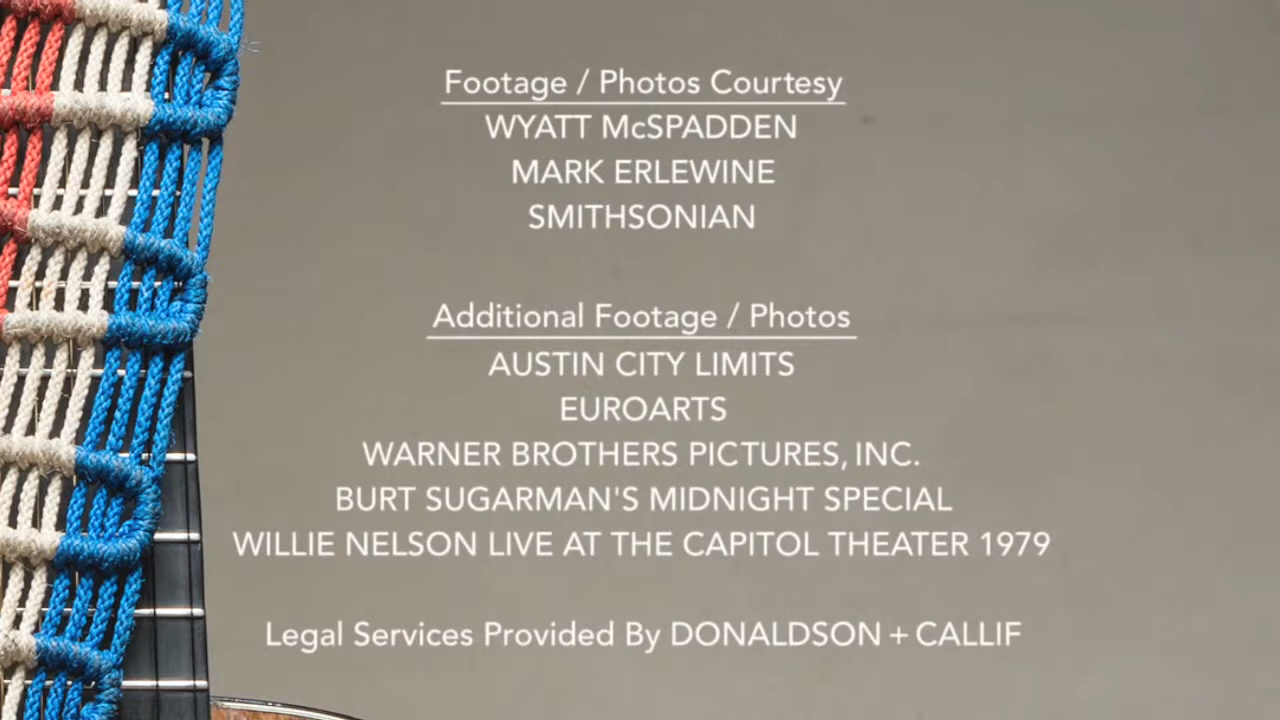 Footage / Photos Courtesy
WYATT McSPADDEN
MARK ERLEWINE
SMITHSONIAN
Additional Footage / Photos
AUSTIN CITY LIMITS
EUROARTS
WARNER BROTHERS PICTURES, INC.
BURT SUGARMAN'S MIDNIGHT SPECIAL
WILLIE NELSON LIVE AT THE CAPITOL THEATER 1979
Legal Services Provided By DONALDSON + CALLIF